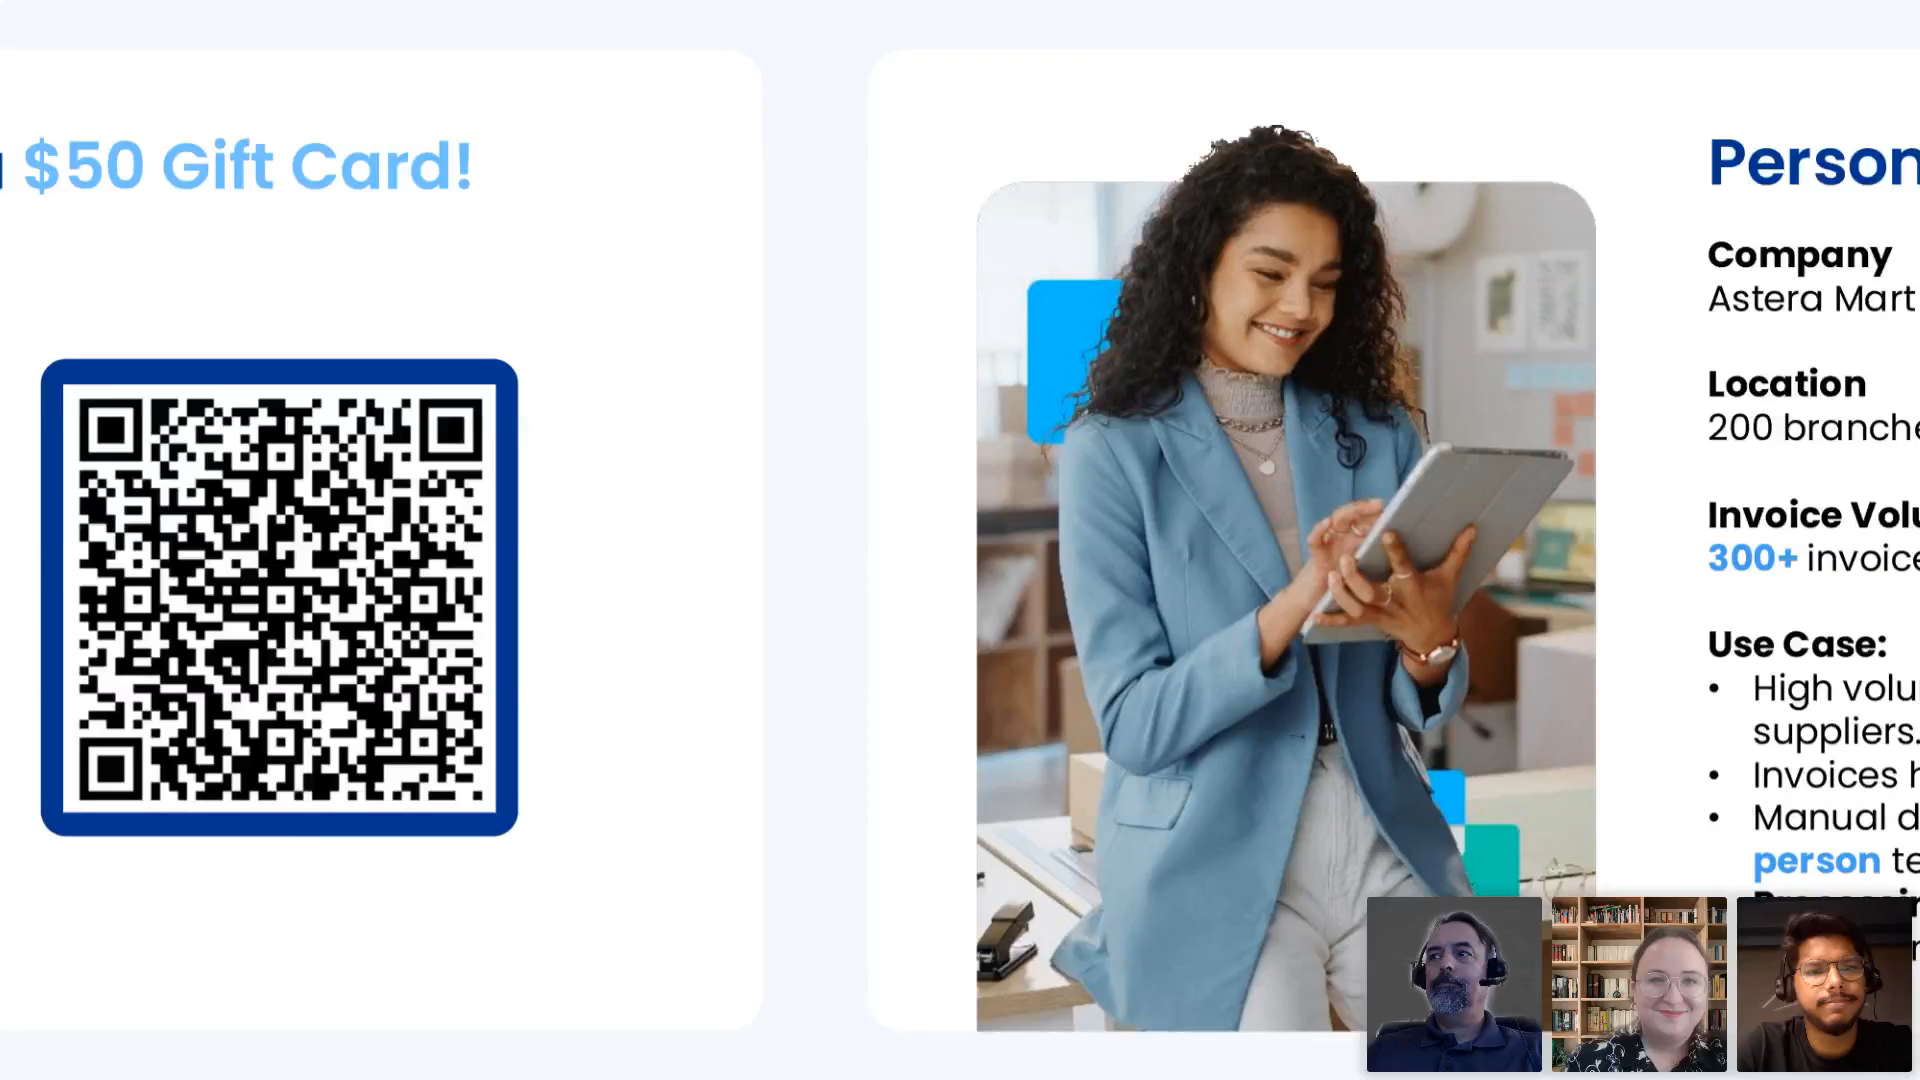 $50 Gift Card!
Person
Company
Astera Mart
Location
200 branche
Invoice Volu
300+ invoice
Use Case:
• High volu
suppliers.
• Invoices h
• Manual d
person te